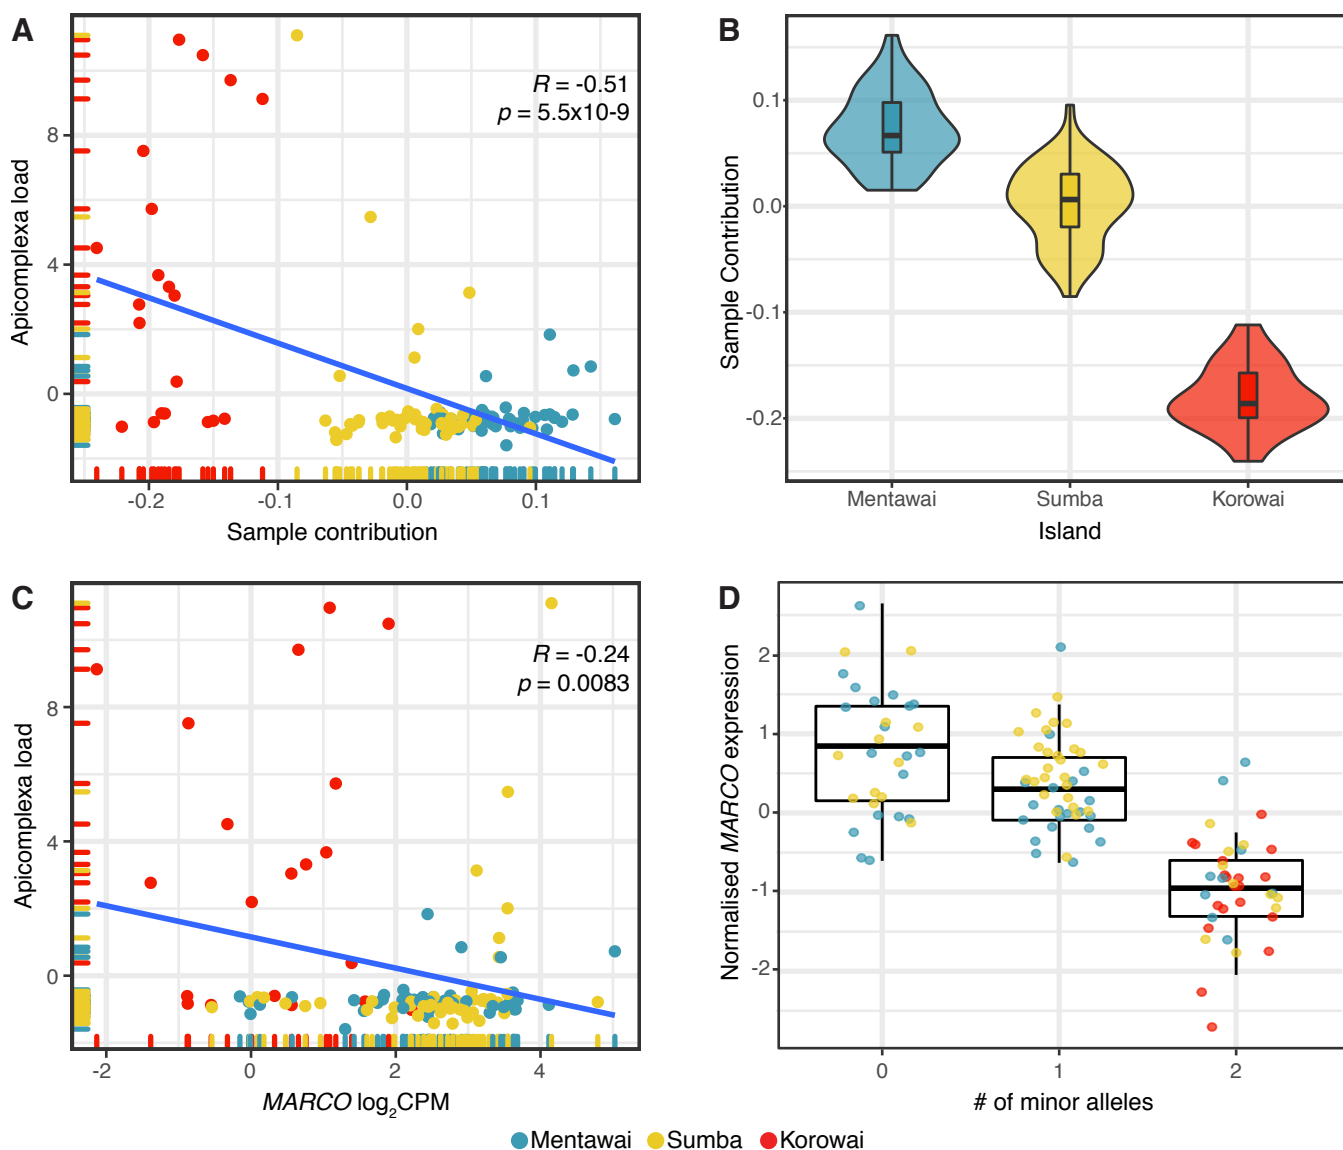 A
R = -0.51
p = 5.5x10-9
Apicomplexa load
8
4
0
-0.2
-0.1
0.0
0.1
Sample contribution
B
Sample Contribution
0.1
0.0
-0.1
-0.2
Mentawai
Sumba
Korowai
Island
C
R = -0.24
p = 0.0083
Apicomplexa load
8
4
0
-2
0
2
4
MARCO log₂CPM
D
Normalised MARCO expression
2
1
0
-1
-2
0
1
2
# of minor alleles
Mentawai Sumba Korowai